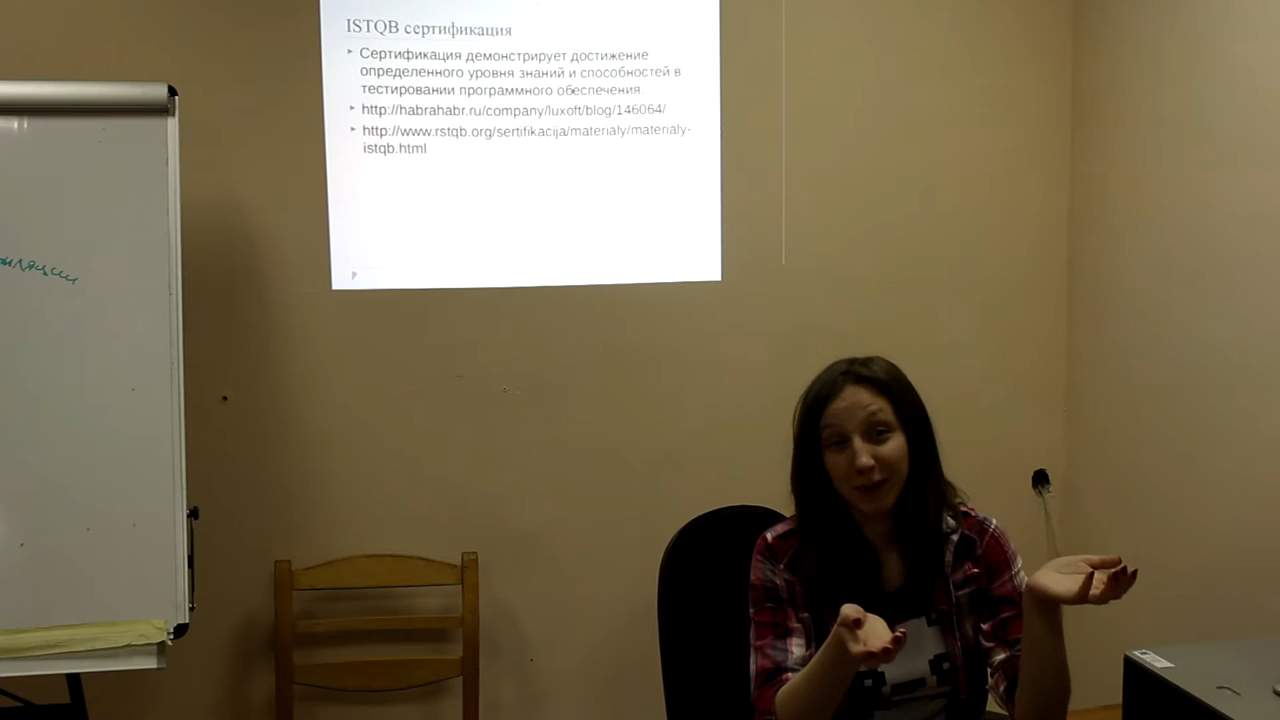 ISTQB сертификация
Сертификация демонстрирует достижение
определенного уровня знаний и способностей в
тестировании программного обеспечения.
http://habrahabr.ru/company/luxoft/blog/146064/
http://www.rstqb.org/sertifikacija/materialy/materialy-
istqb.html